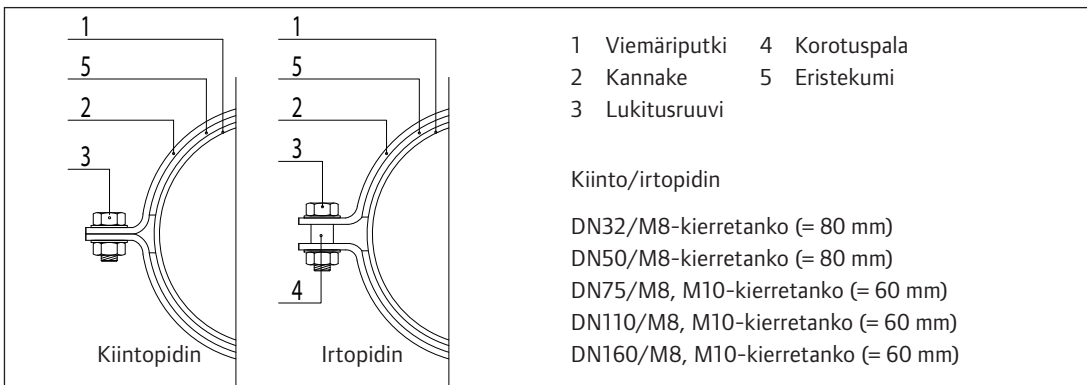 1
5
2
3
Kiintopidin
1
5
2
3
4
Irtopidin
1 Viemäriputki 4 Korotuspala
2 Kannake 5 Eristekumi
3 Lukitusruuvi
Kiinto/irtopidin
DN32/M8-kierretanko (= 80 mm)
DN50/M8-kierretanko (= 80 mm)
DN75/M8, M10-kierretanko (= 60 mm)
DN110/M8, M10-kierretanko (= 60 mm)
DN160/M8, M10-kierretanko (= 60 mm)